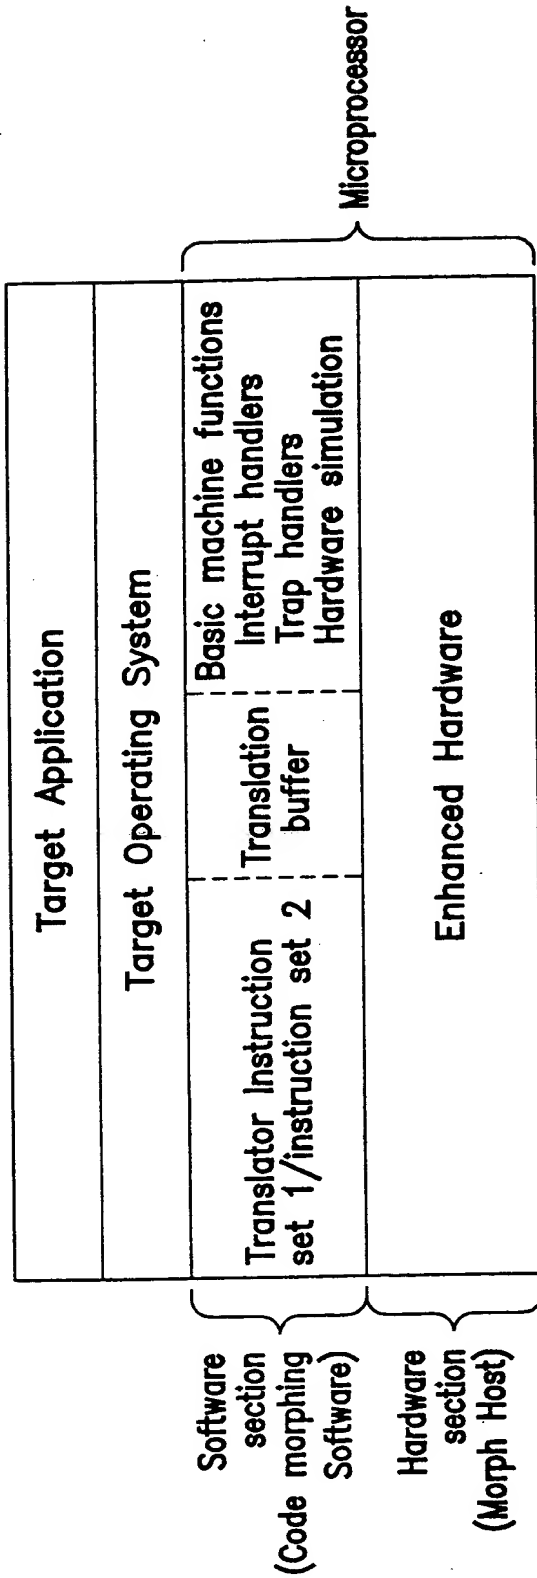 Target Application
Target Operating System
Software
section
(Code morphing
Software)
Translator Instruction
set 1/instruction set 2
Translation
buffer
Basic machine functions
Interrupt handlers
Trap handlers
Hardware simulation
Hardware
section
(Morph Host)
Enhanced Hardware
Microprocessor